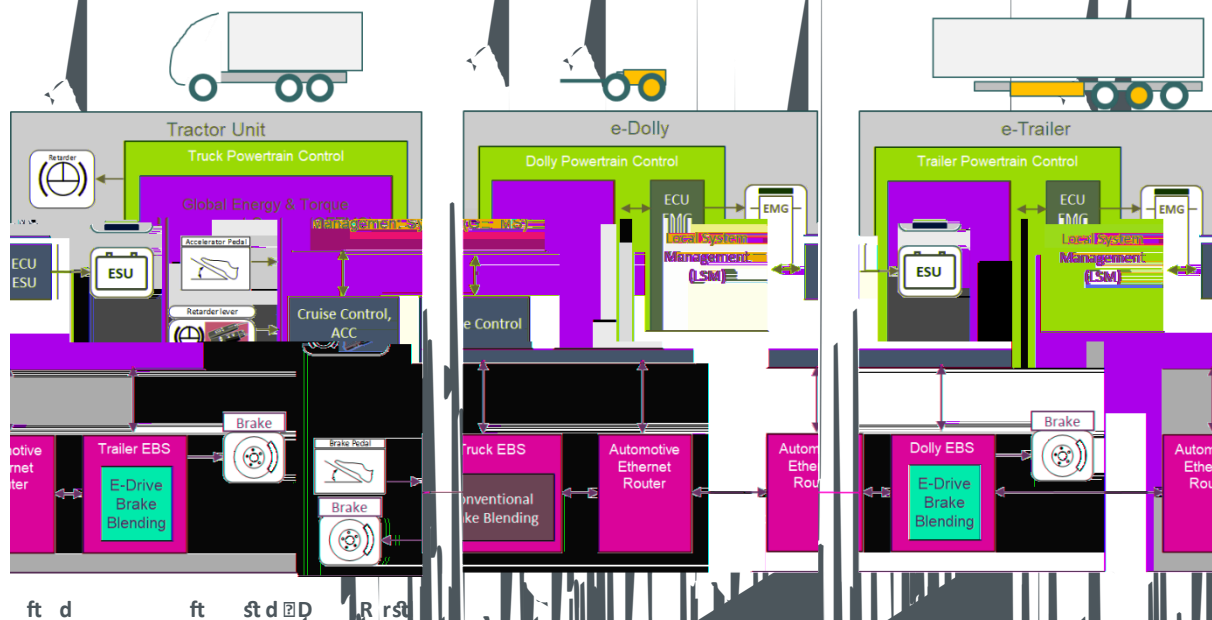 Tractor Unit
Truck Powertrain Control
Retarder
Global Energy & Torque
Management
Accelerator Pedal
ECU
ESU
ESU
Retarder lever
Cruise Control,
ACC
Trailer EBS
E-Drive
Brake
Blending
Brake
Brake Pedal
Brake
e-Dolly
Dolly Powertrain Control
ECU
EMG
EMG
Local System
Management
(LSM)
e Control
Truck EBS
onventional
ke Blending
Automotive
Ethernet
Router
e-Trailer
Trailer Powertrain Control
ECU
EMG
EMG
Local System
Management
(LSM)
ESU
Dolly EBS
E-Drive
Brake
Blending
Brake